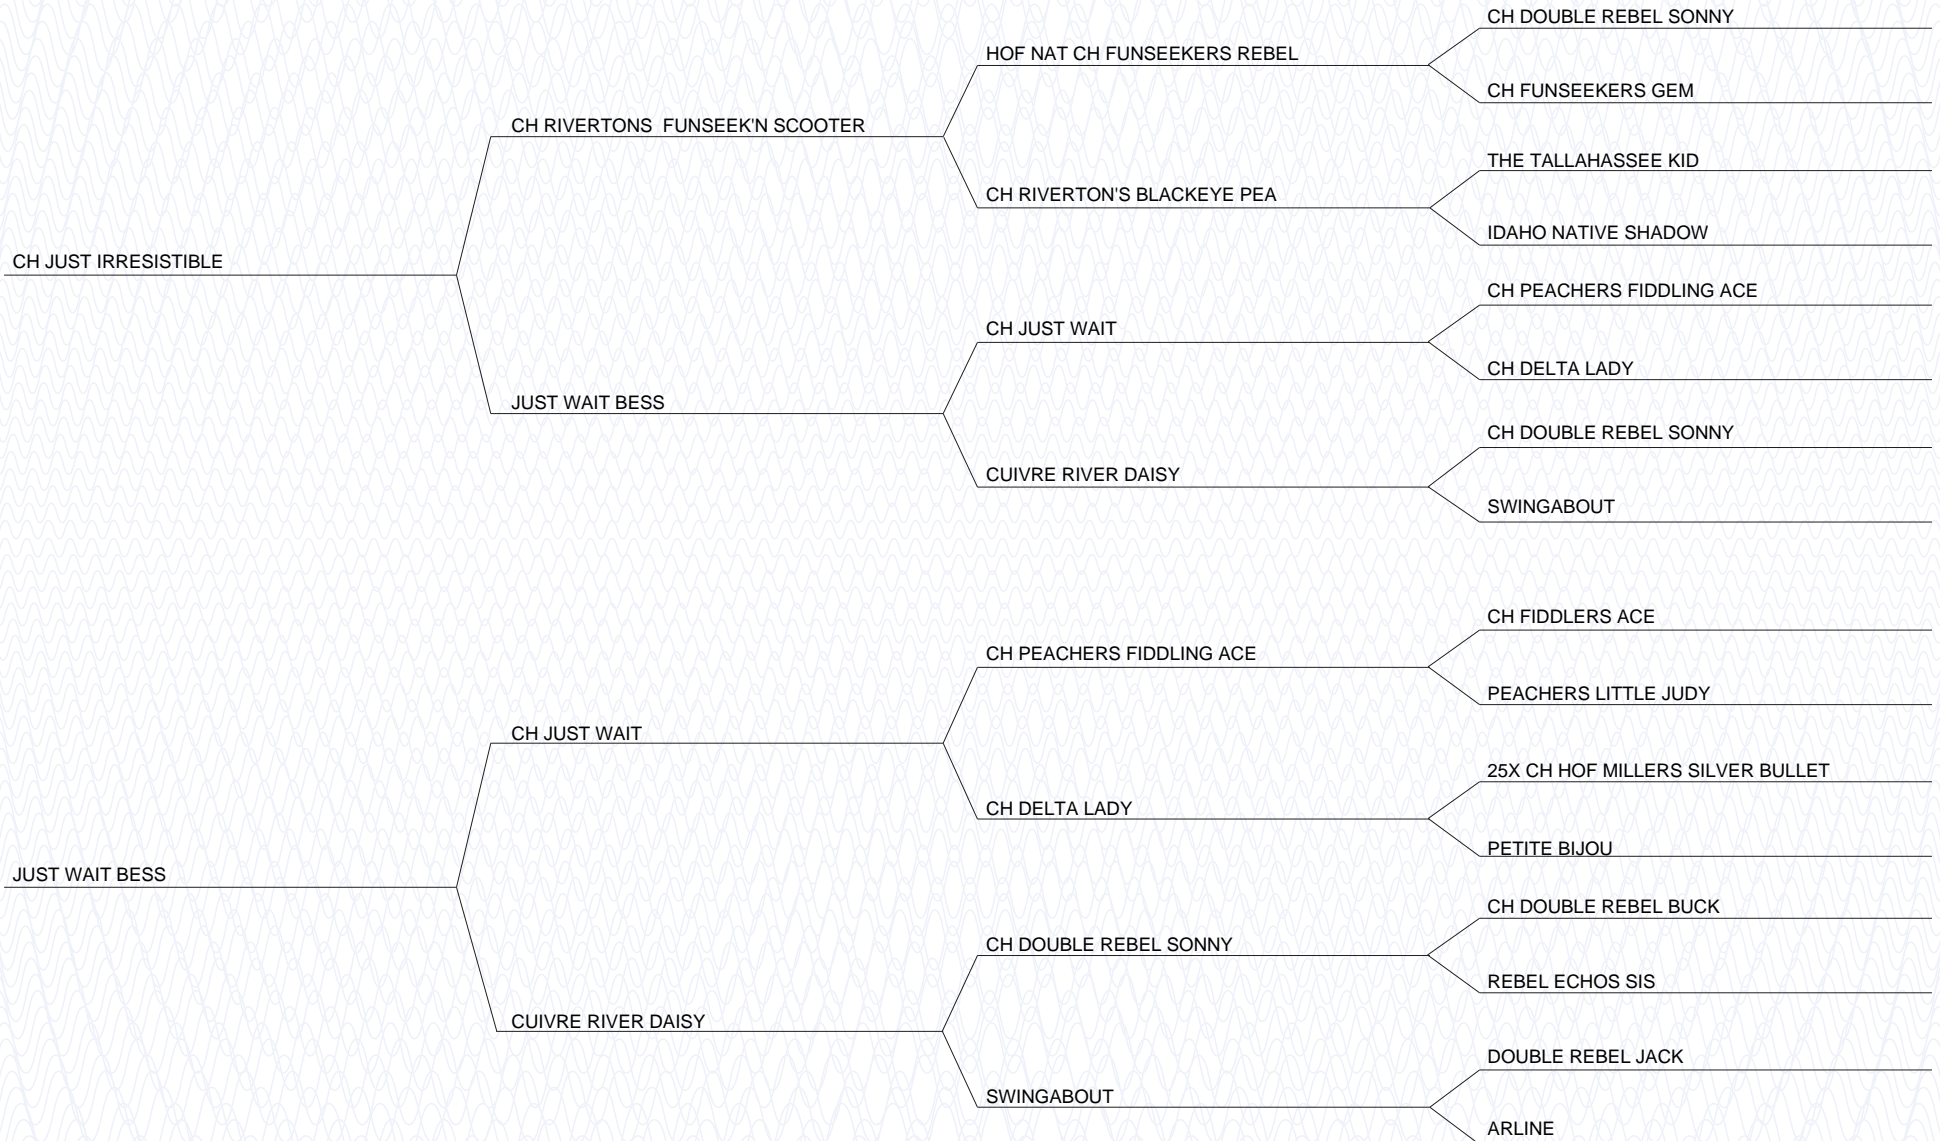 CH DOUBLE REBEL SONNY
HOF NAT CH FUNSEEKERS REBEL
CH FUNSEEKERS GEM
CH RIVERTONS  FUNSEEK'N SCOOTER
THE TALLAHASSEE KID
CH RIVERTON'S BLACKEYE PEA
IDAHO NATIVE SHADOW
CH JUST IRRESISTIBLE
CH PEACHERS FIDDLING ACE
CH JUST WAIT
CH DELTA LADY
JUST WAIT BESS
CH DOUBLE REBEL SONNY
CUIVRE RIVER DAISY
SWINGABOUT
CH FIDDLERS ACE
CH PEACHERS FIDDLING ACE
PEACHERS LITTLE JUDY
CH JUST WAIT
25X CH HOF MILLERS SILVER BULLET
CH DELTA LADY
PETITE BIJOU
JUST WAIT BESS
CH DOUBLE REBEL BUCK
CH DOUBLE REBEL SONNY
REBEL ECHOS SIS
CUIVRE RIVER DAISY
DOUBLE REBEL JACK
SWINGABOUT
ARLINE